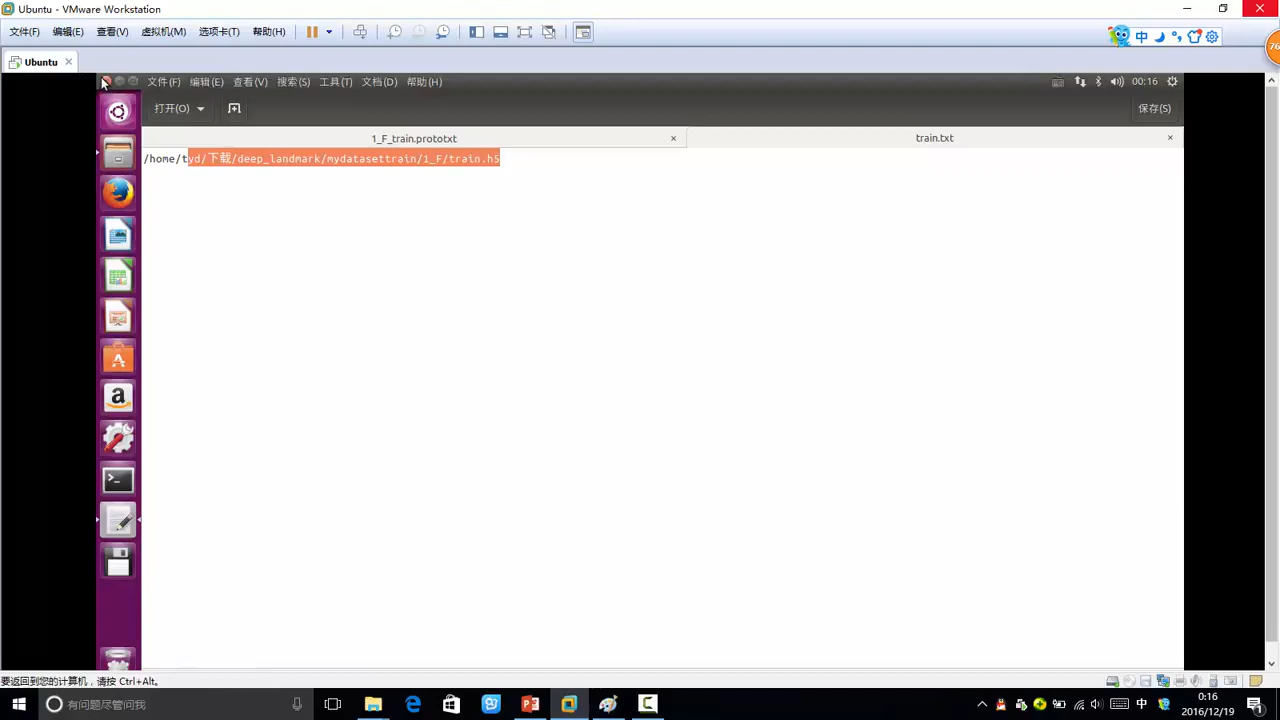 Ubuntu - VMware Workstation
文件(F) 编辑(E) 查看(V) 虚拟机(M) 选项卡(T) 帮助(H)
中
76
Ubuntu
文件(F) 编辑(E) 查看(V) 搜索(S) 工具(T) 文档(D) 帮助(H)
00:16
打开(O)
保存(S)
1_F_train.prototxt
train.txt
/home/tyd/下载/deep_landmark/mydatasettrain/1_F/train.h5
要返回到您的计算机，请按 Ctrl+Alt。
有问题尽管问我
中
0:16
2016/12/19